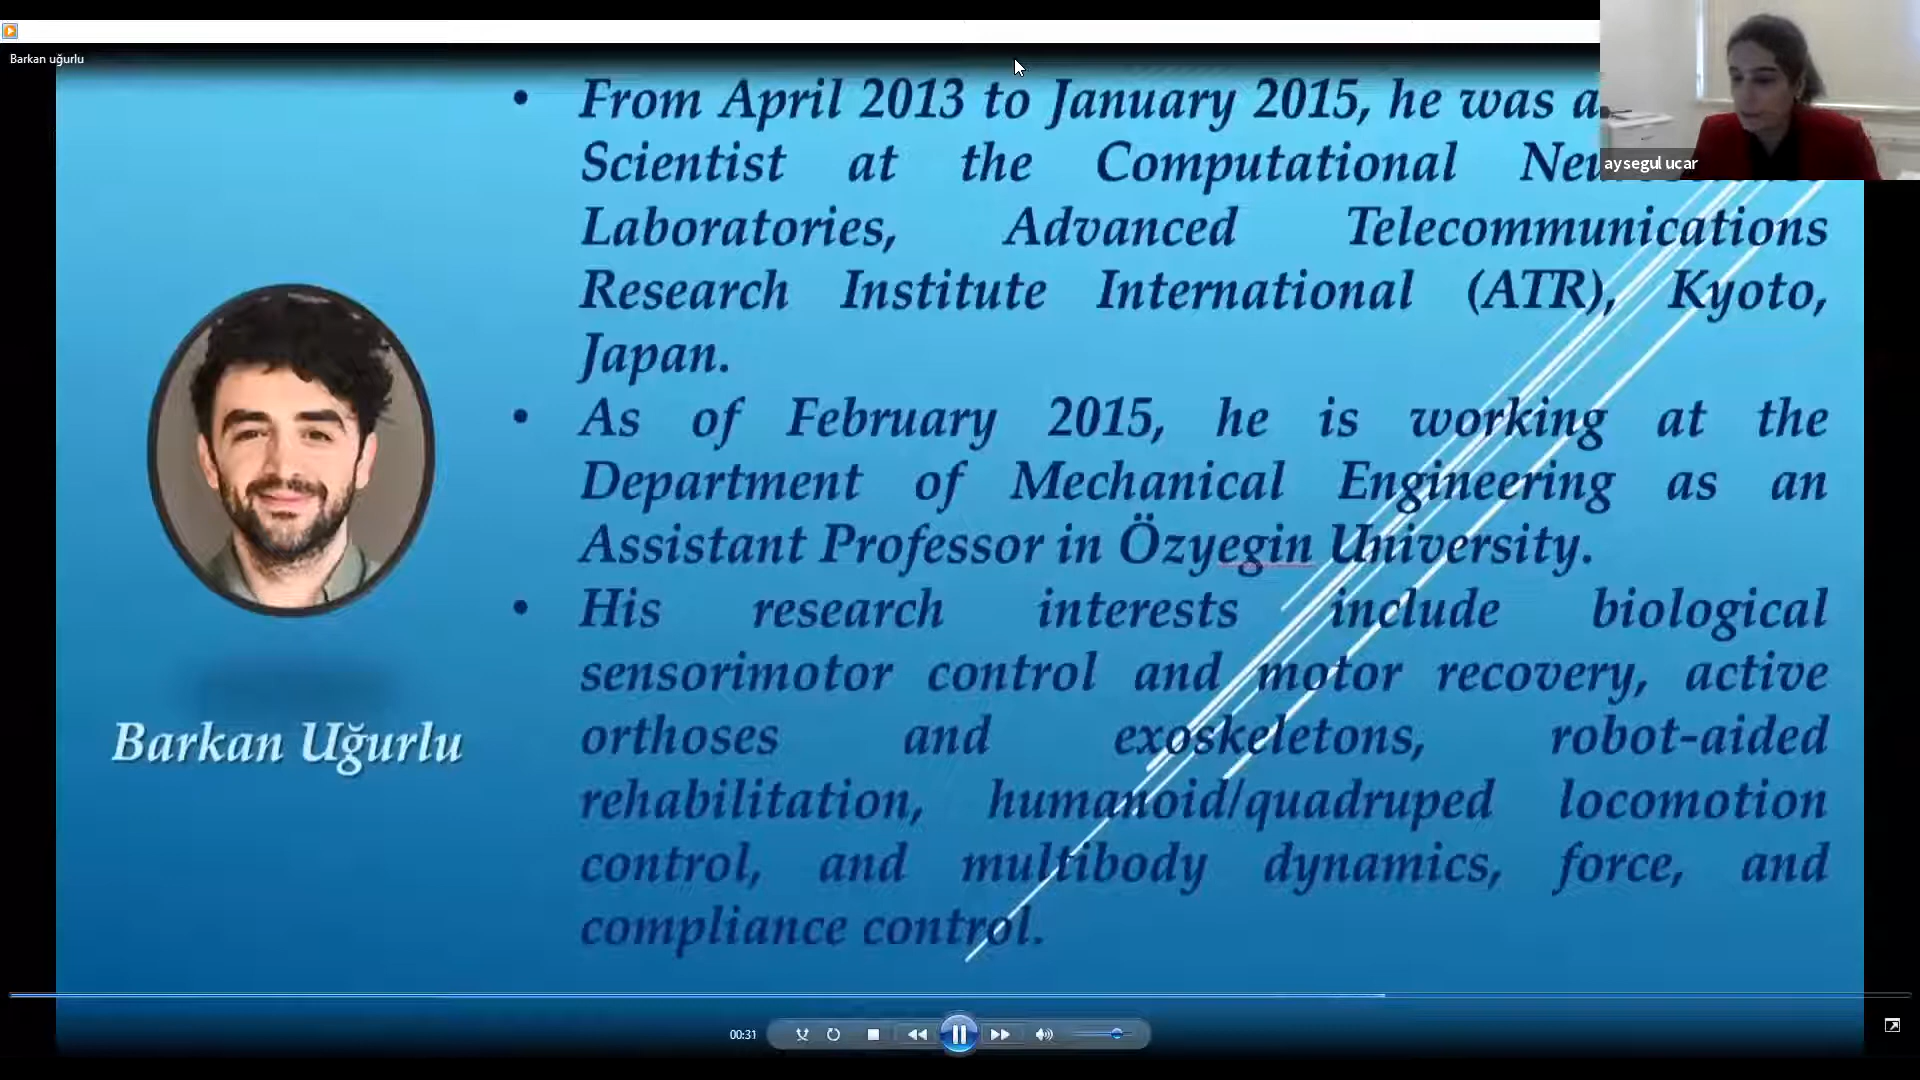 Barkan uğurlu
• From April 2013 to January 2015, he was a
Scientist at the Computational
aysegul ucar
Laboratories, Advanced Telecommunications
Research Institute International (ATR), Kyoto,
Japan.
• As of February 2015, he is working at the
Department of Mechanical Engineering as an
Assistant Professor in Özyegin University.
• His research interests include biological
sensorimotor control and motor recovery, active
orthoses and exoskeletons, robot-aided
rehabilitation, humanoid/quadruped locomotion
control, and multibody dynamics, force, and
compliance control.
Barkan Uğurlu
00:31